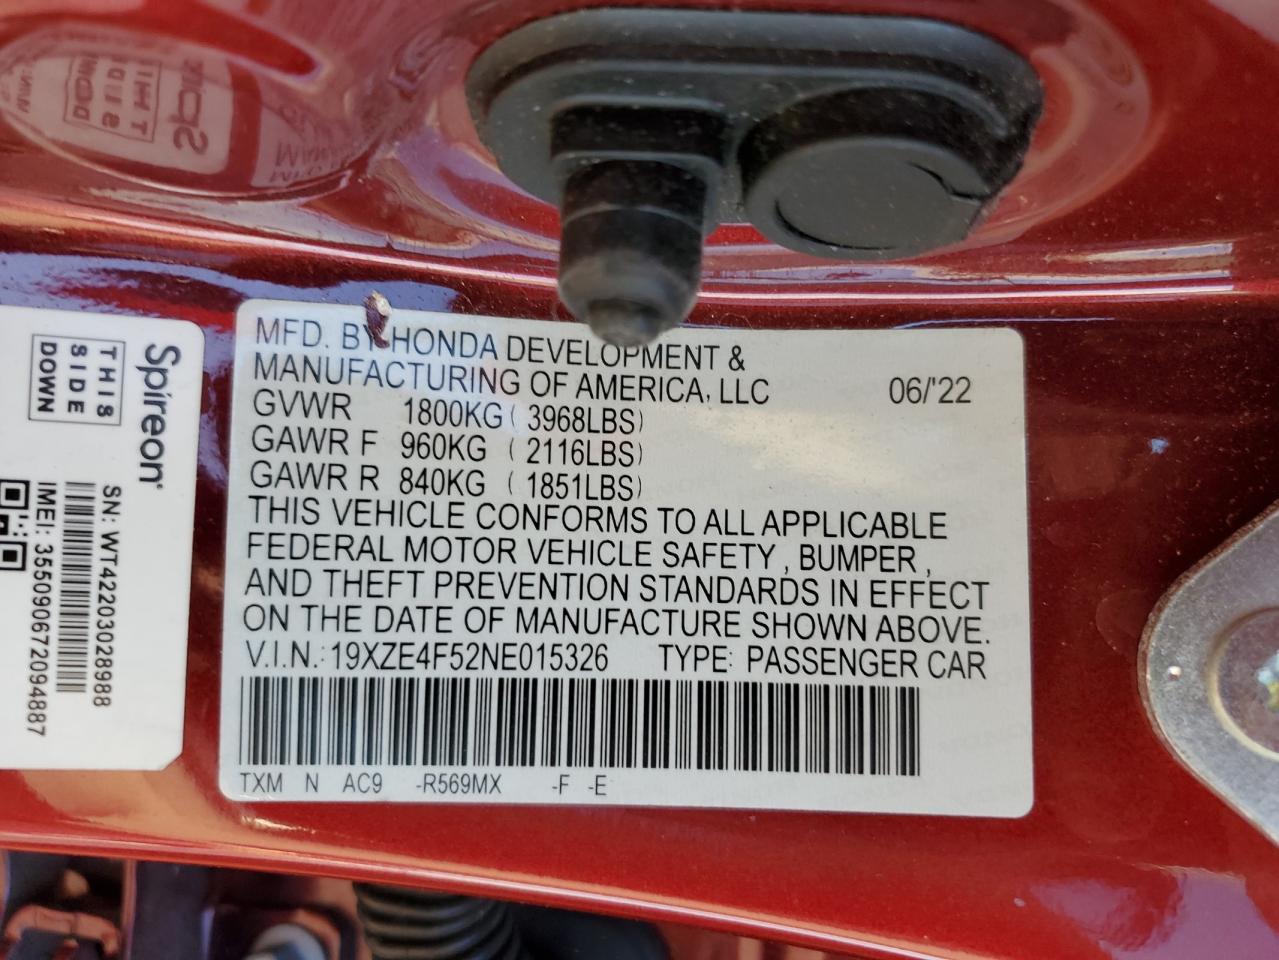 MFD. BY HONDA DEVELOPMENT &
MANUFACTURING OF AMERICA, LLC 06/'22
GVWR 1800KG ( 3968LBS)
GAWR F 960KG ( 2116LBS)
GAWR R 840KG ( 1851LBS)
THIS VEHICLE CONFORMS TO ALL APPLICABLE
FEDERAL MOTOR VEHICLE SAFETY , BUMPER ,
AND THEFT PREVENTION STANDARDS IN EFFECT
ON THE DATE OF MANUFACTURE SHOWN ABOVE.
V.I.N.: 19XZE4F52NE015326 TYPE: PASSENGER CAR
TXM N AC9 -R569MX -F -E
Spireon
THIS
SIDE
DOWN
SN: WT42203028988
IMEI: 355090672094887